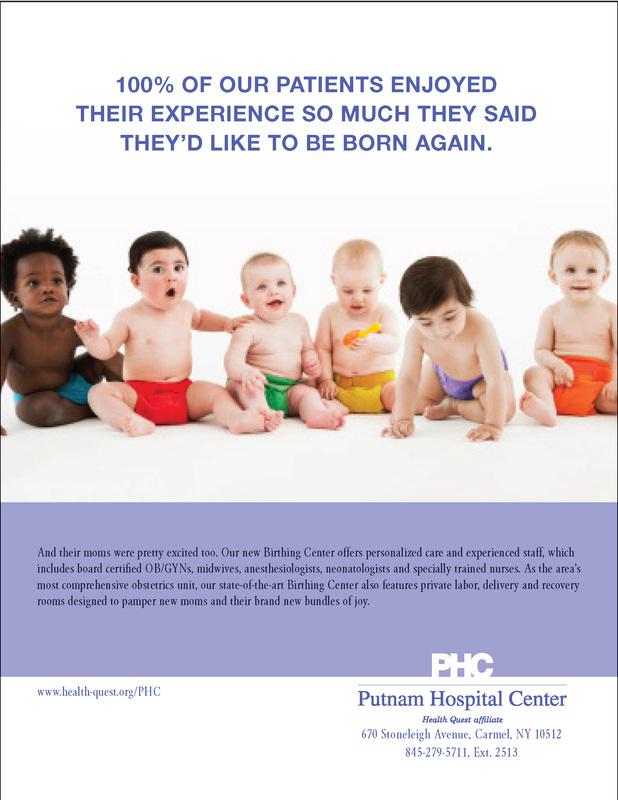 100% OF OUR PATIENTS ENJOYED
THEIR EXPERIENCE SO MUCH THEY SAID
THEY'D LIKE TO BE BORN AGAIN.
And their moms were pretty excited too. Our new Birthing Center offers personalized care and experienced staff, which
includes board certified OB/GYNs, midwives, anesthesiologists, neonatologists and specially trained nurses. As the area's
most comprehensive obstetrics unit, our state-of-the-art Birthing Center also features private labor, delivery and recovery
rooms designed to pamper new moms and their brand new bundles of joy.
www.health-quest.org/PHC
PHC
Putnam Hospital Center
Health Quest affiliate
670 Stoneleigh Avenue, Carmel, NY 10512
845-279-5711, Ext. 2513